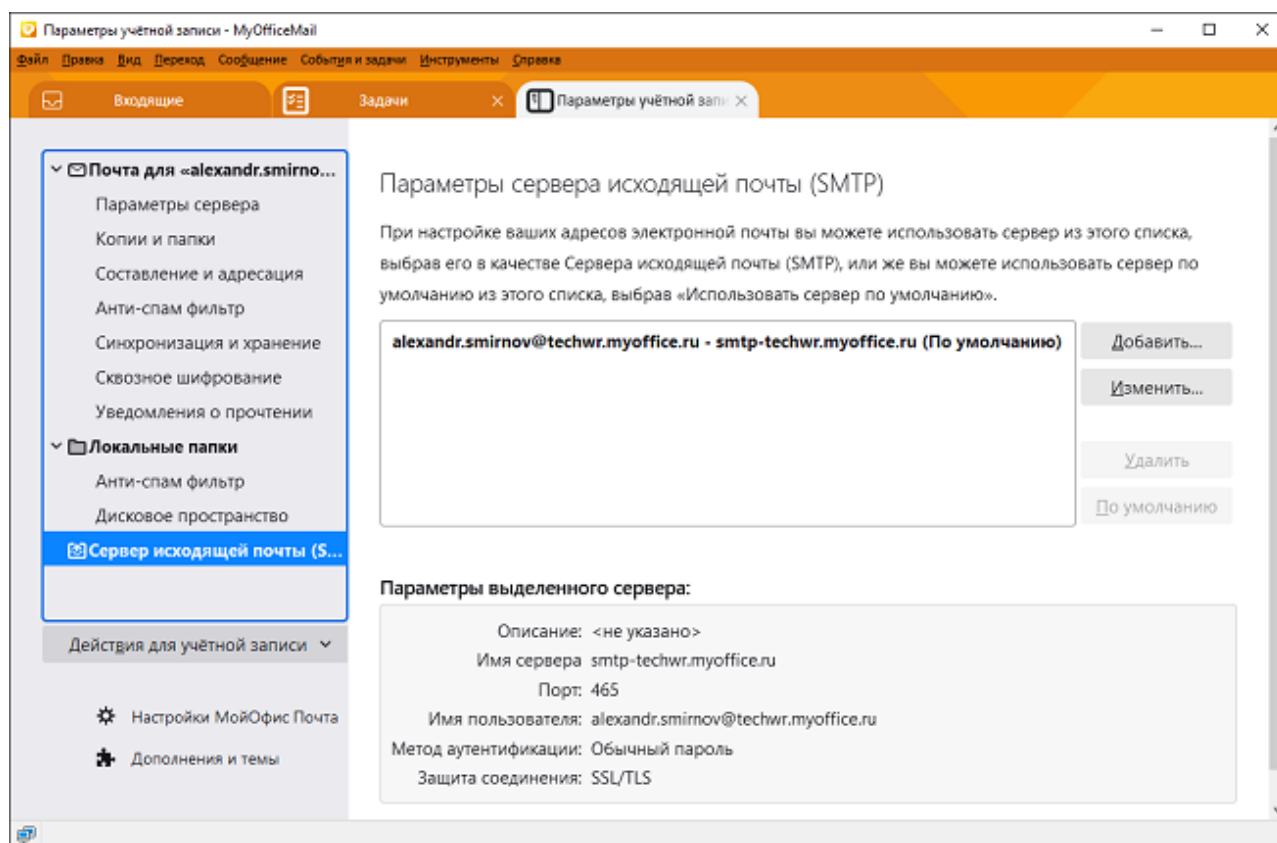 Параметры учётной записи - MyOfficeMail
Файл Правка Вид Переход Сообщение События и задачи Инструменты Справка
Входящие Задачи Параметры учётной запи
Почта для «alexandr.smirno...
Параметры сервера
Копии и папки
Составление и адресация
Анти-спам фильтр
Синхронизация и хранение
Сквозное шифрование
Уведомления о прочтении
Локальные папки
Анти-спам фильтр
Дисковое пространство
Сервер исходящей почты (S...
Действия для учётной записи
Настройки МойОфис Почта
Дополнения и темы
Параметры сервера исходящей почты (SMTP)
При настройке ваших адресов электронной почты вы можете использовать сервер из этого списка,
выбрав его в качестве Сервера исходящей почты (SMTP), или же вы можете использовать сервер по
умолчанию из этого списка, выбрав «Использовать сервер по умолчанию».
alexandr.smirnov@techwr.myoffice.ru - smtp-techwr.myoffice.ru (По умолчанию)
Добавить...
Изменить...
Удалить
По умолчанию
Параметры выделенного сервера:
Описание: <не указано>
Имя сервера smtp-techwr.myoffice.ru
Порт: 465
Имя пользователя: alexandr.smirnov@techwr.myoffice.ru
Метод аутентификации: Обычный пароль
Защита соединения: SSL/TLS